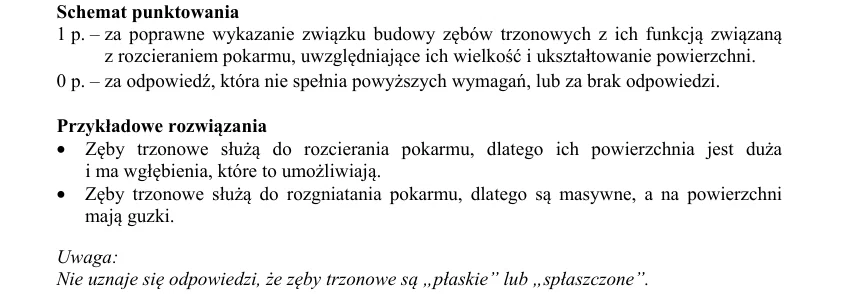 Schemat punktowania
1 p. – za poprawne wykazanie związku budowy zębów trzonowych z ich funkcją związaną
z rozcieraniem pokarmu, uwzględniające ich wielkość i ukształtowanie powierzchni.
0 p. – za odpowiedź, która nie spełnia powyższych wymagań, lub za brak odpowiedzi.
Przykładowe rozwiązania
• Zęby trzonowe służą do rozcierania pokarmu, dlatego ich powierzchnia jest duża
i ma wgłębienia, które to umożliwiają.
• Zęby trzonowe służą do rozgniatania pokarmu, dlatego są masywne, a na powierzchni
mają guzki.
Uwaga:
Nie uznaje się odpowiedzi, że zęby trzonowe są „płaskie” lub „spłaszczone”.